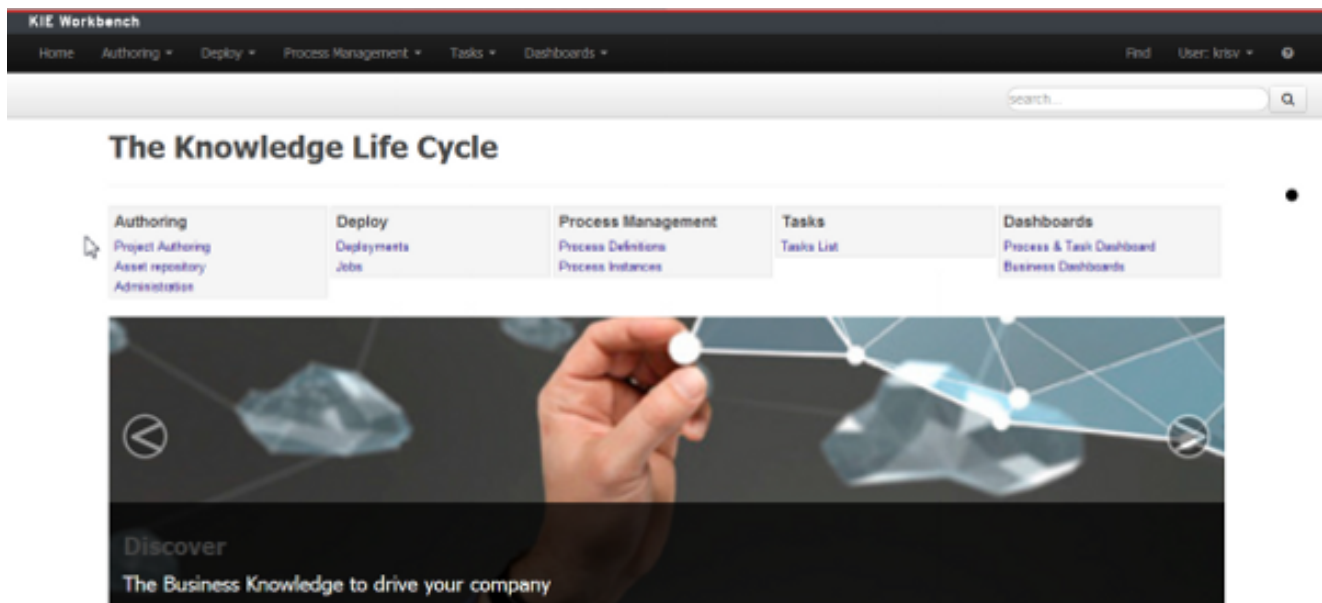 KIE Workbench
Home Authoring Deploy Process Management Tasks Dashboards Find User: krisv
search...
The Knowledge Life Cycle
Authoring Deploy Process Management Tasks Dashboards
Project Authoring Deployments Process Definitions Tasks List Process & Task Dashboard
Asset repository Jobs Process Instances Business Dashboards
Administration
Discover
The Business Knowledge to drive your company